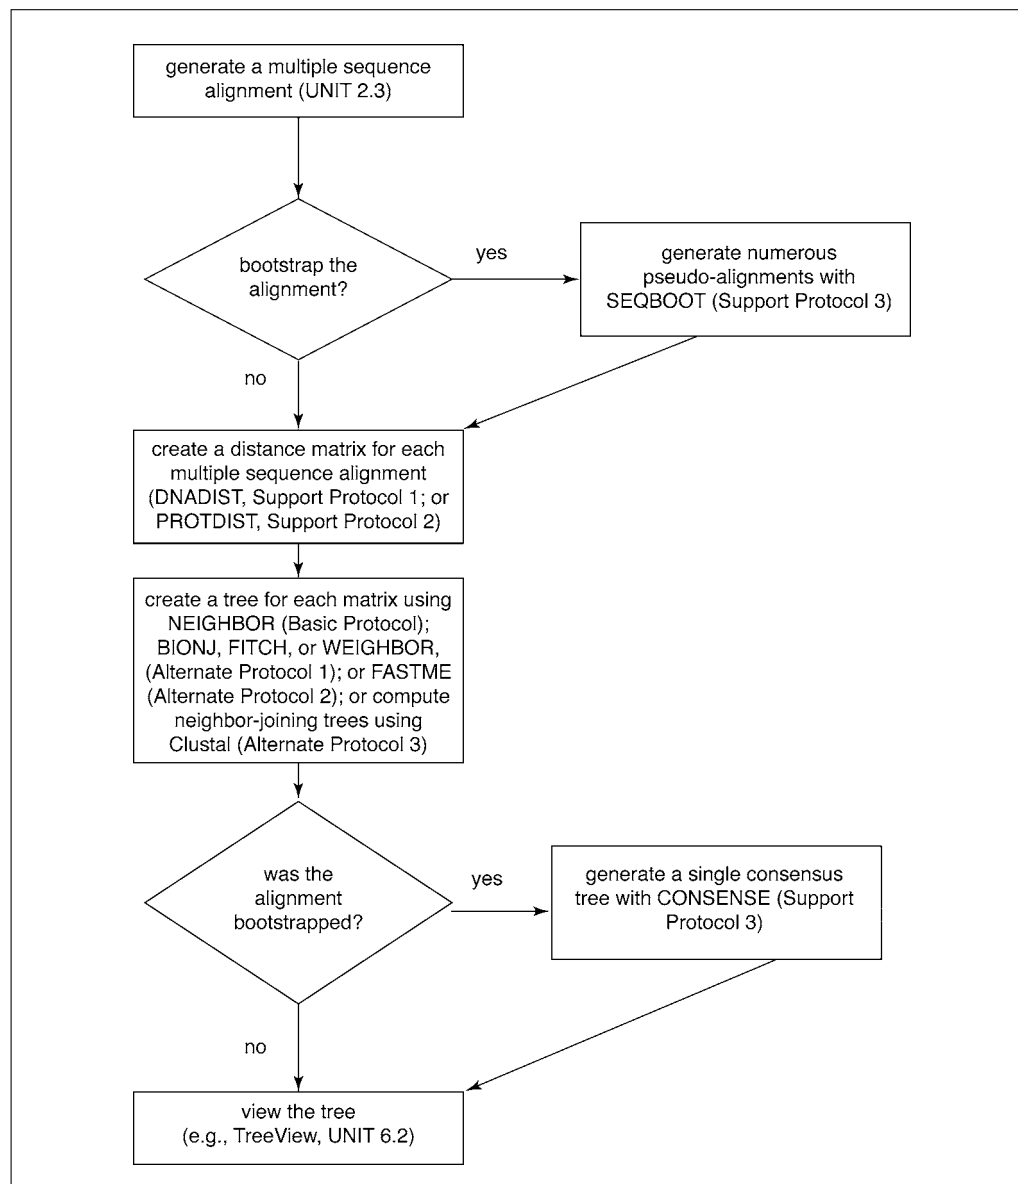 generate a multiple sequence
alignment (UNIT 2.3)
bootstrap the
alignment?
yes
generate numerous
pseudo-alignments with
SEQBOOT (Support Protocol 3)
no
create a distance matrix for each
multiple sequence alignment
(DNADIST, Support Protocol 1; or
PROTDIST, Support Protocol 2)
create a tree for each matrix using
NEIGHBOR (Basic Protocol);
BIONJ, FITCH, or WEIGHBOR,
(Alternate Protocol 1); or FASTME
(Alternate Protocol 2); or compute
neighbor-joining trees using
Clustal (Alternate Protocol 3)
was the
alignment
bootstrapped?
yes
generate a single consensus
tree with CONSENSE (Support
Protocol 3)
no
view the tree
(e.g., TreeView, UNIT 6.2)